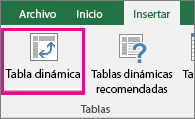 Archivo Inicio Insertar
Tabla dinámica
Tablas dinámicas
recomendadas
Tablas